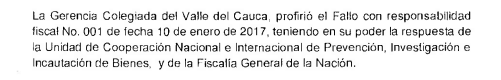 La Gerencia Colegiada del Valle del Cauca, profirió el Fallo con responsabilidad
fiscal No. 001 de fecha 10 de enero de 2017, teniendo en su poder la respuesta de
la Unidad de Cooperación Nacional e Internacional de Prevención, Investigación e
Incautación de Bienes, y de la Fiscalía General de la Nación.